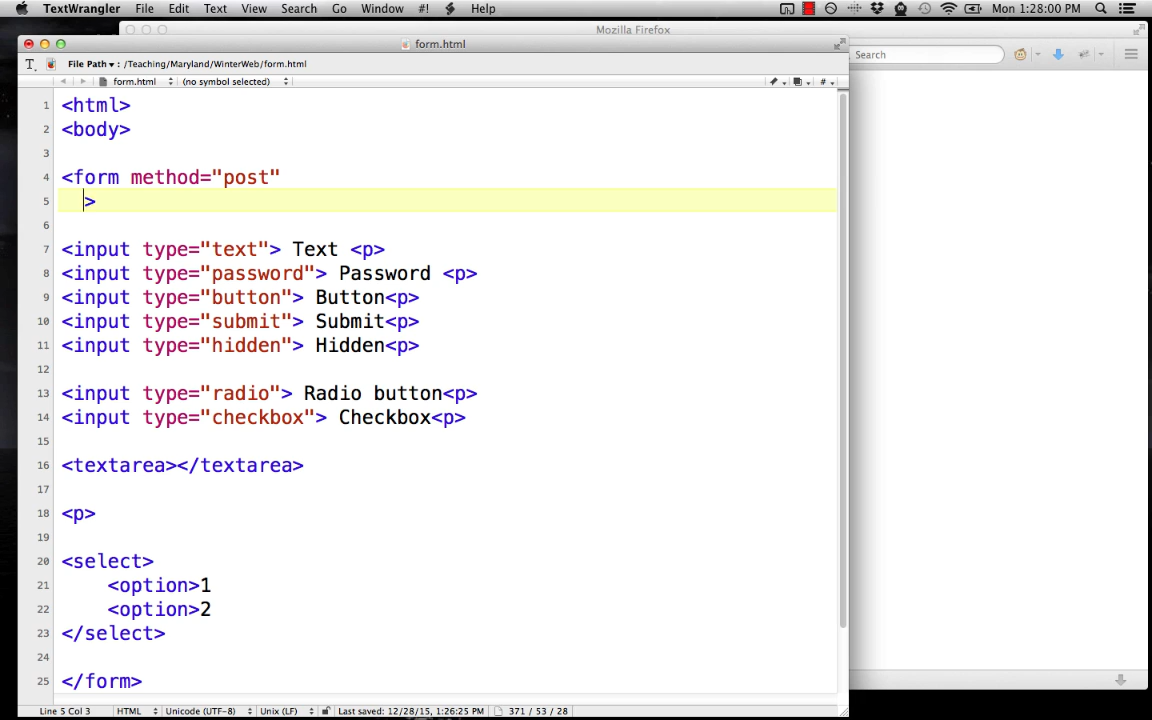 TextWrangler File Edit Text View Search Go Window #! Help Mon 1:28:00 PM
Mozilla Firefox
form.html
Search
File Path ▾ : /Teaching/Maryland/WinterWeb/form.html
form.html (no symbol selected) #
1 <html>
2 <body>
3
4 <form method="post"
5 >
6
7 <input type="text"> Text <p>
8 <input type="password"> Password <p>
9 <input type="button"> Button<p>
10 <input type="submit"> Submit<p>
11 <input type="hidden"> Hidden<p>
12
13 <input type="radio"> Radio button<p>
14 <input type="checkbox"> Checkbox<p>
15
16 <textarea></textarea>
17
18 <p>
19
20 <select>
21 <option>1
22 <option>2
23 </select>
24
25 </form>
Line 5 Col 3 HTML Unicode (UTF-8) Unix (LF) Last saved: 12/28/15, 1:26:25 PM 371 / 53 / 28